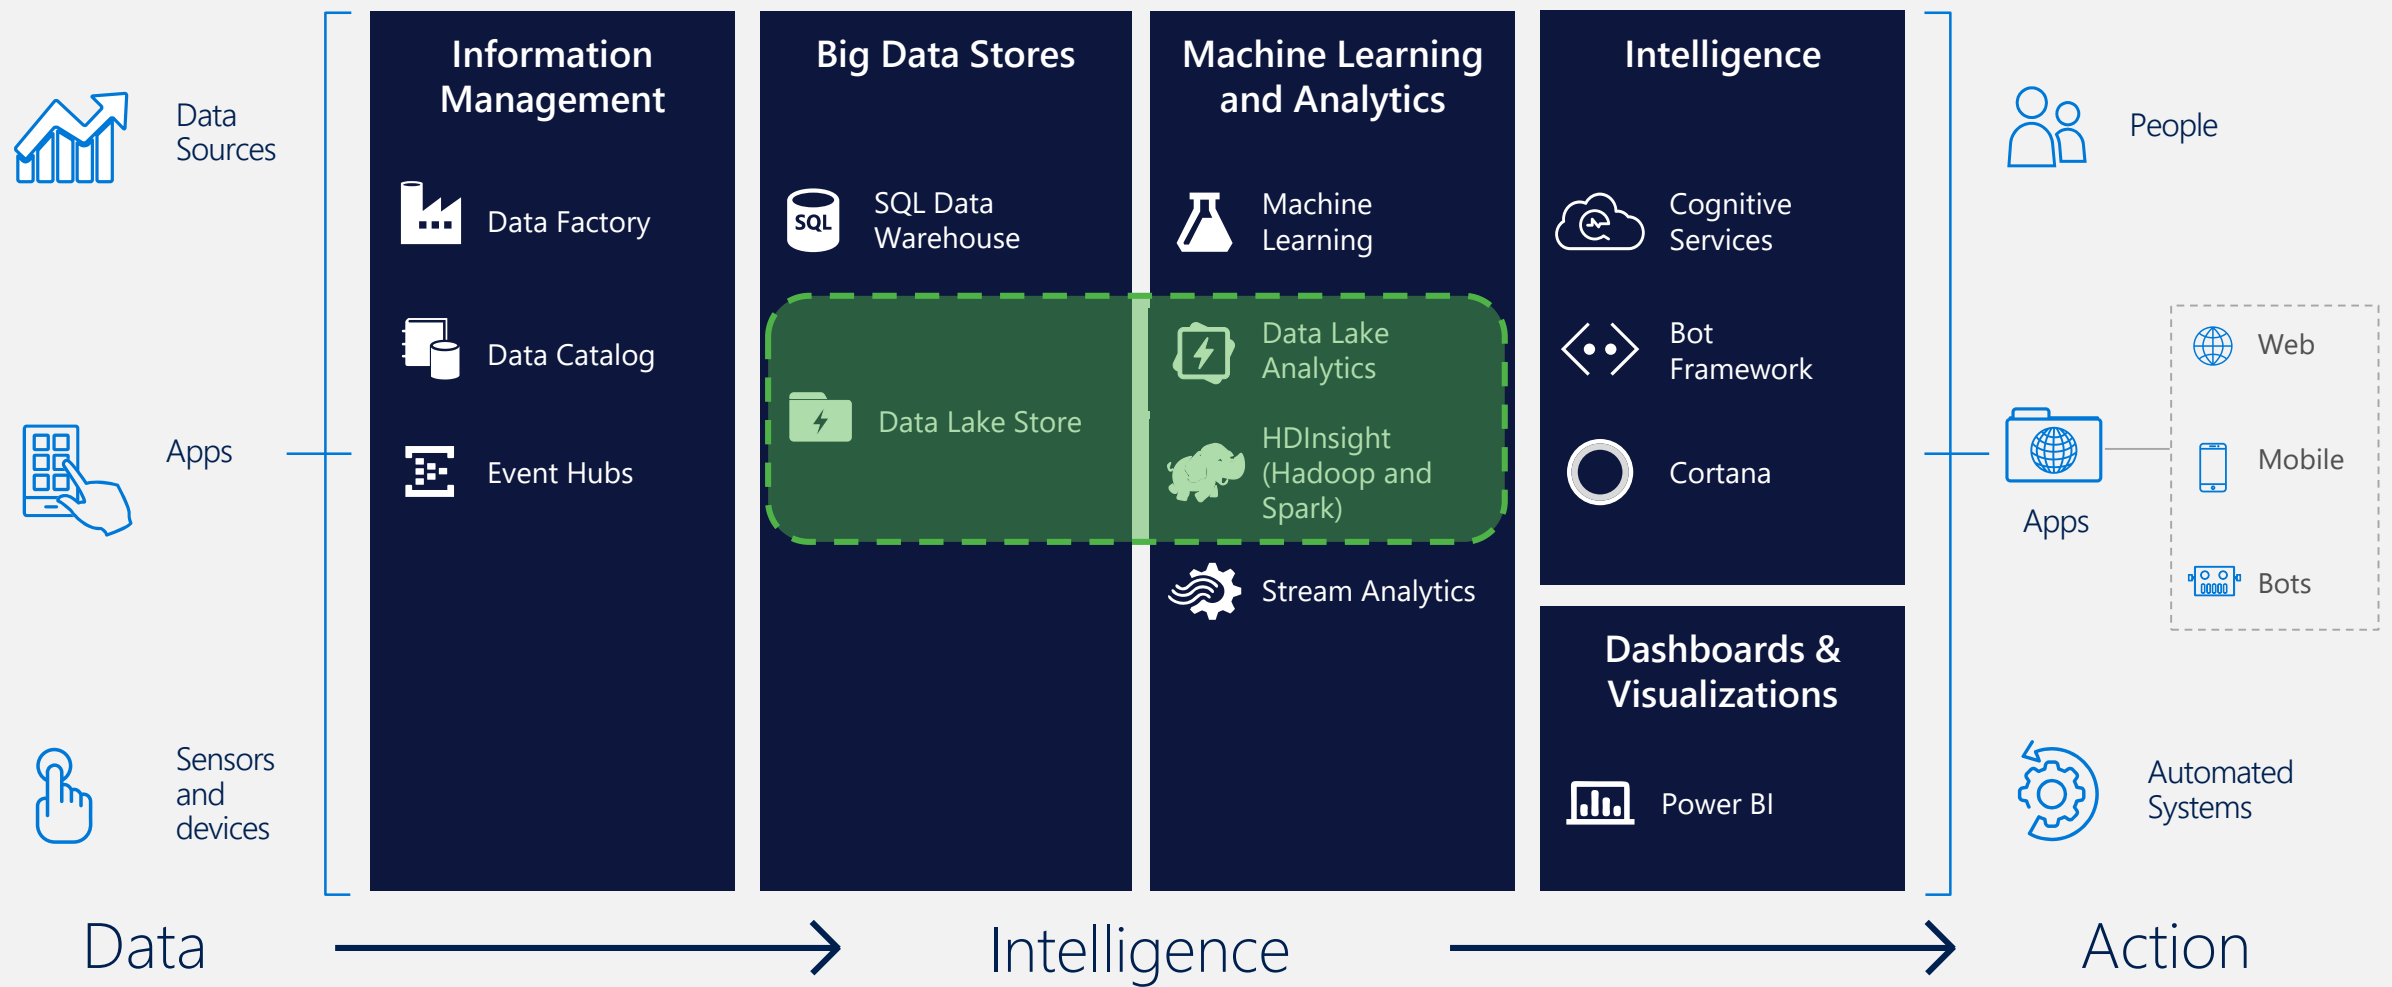 Data
Sources
Apps
Sensors
and
devices
Information
Management
Data Factory
Data Catalog
Event Hubs
Big Data Stores
SQL
SQL Data
Warehouse
Data Lake Store
Machine Learning
and Analytics
Machine
Learning
Data Lake
Analytics
HDInsight
(Hadoop and
Spark)
Stream Analytics
Intelligence
Cognitive
Services
Bot
Framework
Cortana
Dashboards &
Visualizations
Power BI
People
Apps
Web
Mobile
Bots
Automated
Systems
Data
Intelligence
Action